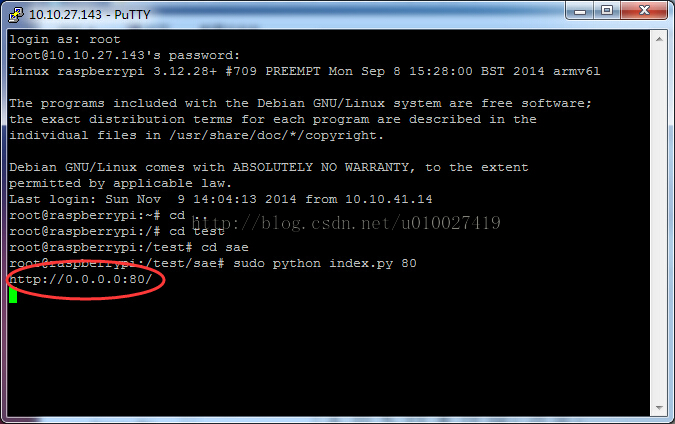 10.10.27.143 - PuTTY
login as: root
root@10.10.27.143's password:
Linux raspberrypi 3.12.28+ #709 PREEMPT Mon Sep 8 15:28:00 BST 2014 armv6l
The programs included with the Debian GNU/Linux system are free software;
the exact distribution terms for each program are described in the
individual files in /usr/share/doc/*/copyright.
Debian GNU/Linux comes with ABSOLUTELY NO WARRANTY, to the extent
permitted by applicable law.
Last login: Sun Nov  9 14:04:13 2014 from 10.10.41.14
root@raspberrypi:~# cd ..
http://blog.csdn.net/u010027419
root@raspberrypi:/# cd test
root@raspberrypi:/test# cd sae
root@raspberrypi:/test/sae# sudo python index.py 80
http://0.0.0.0:80/